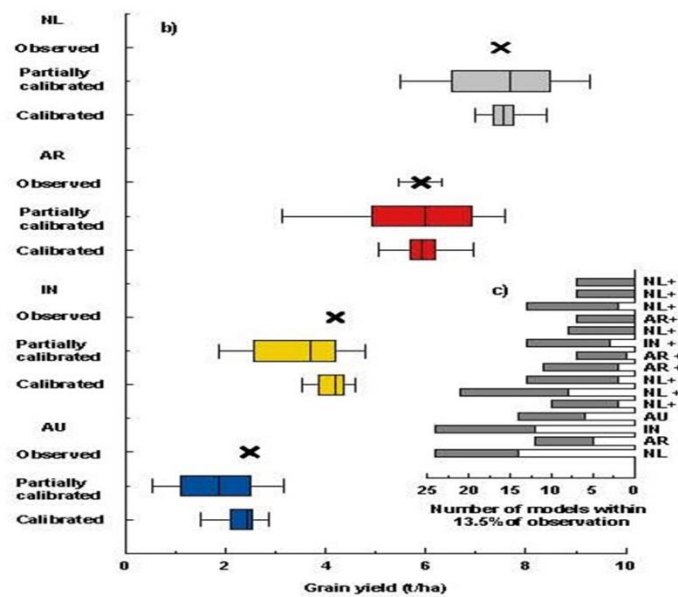 NL
b)
Observed
Partially
calibrated
Calibrated
AR
Observed
Partially
calibrated
Calibrated
IN
Observed
Partially
calibrated
Calibrated
AU
Observed
Partially
calibrated
Calibrated
0 2 4 6 8 10
Grain yield (t/ha)
c)
NL+
NL+
NL+
AR+
NL+
IN +
AR +
AR +
NL+
NL +
NL+
AU
IN
AR
NL
25 20 15 10 5 0
Number of models within
13.5% of observation